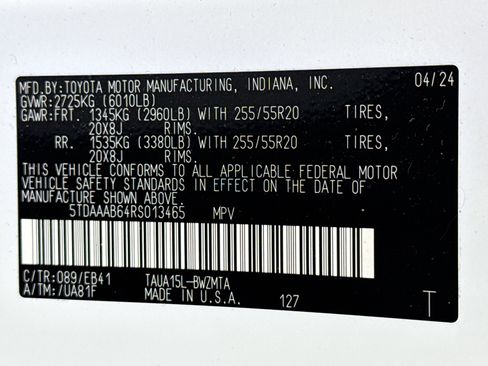 MFD.BY:TOYOTA MOTOR MANUFACTURING, INDIANA, INC. 04/24
GVWR:2725KG (6010LB)
GAWR:FRT. 1345KG (2960LB) WITH 255/55R20 TIRES,
20X8J RIMS.
RR. 1535KG (3380LB) WITH 255/55R20 TIRES,
20X8J RIMS.
THIS VEHICLE CONFORMS TO ALL APPLICABLE FEDERAL MOTOR
VEHICLE SAFETY STANDARDS IN EFFECT ON THE DATE OF
MANUFACTURE SHOWN ABOVE.
5TDAAAB64RS013465 MPV
C/TR:089/EB41 TAUA15L-BWZMTA
A/TM:/UA81F MADE IN U.S.A. 127 T